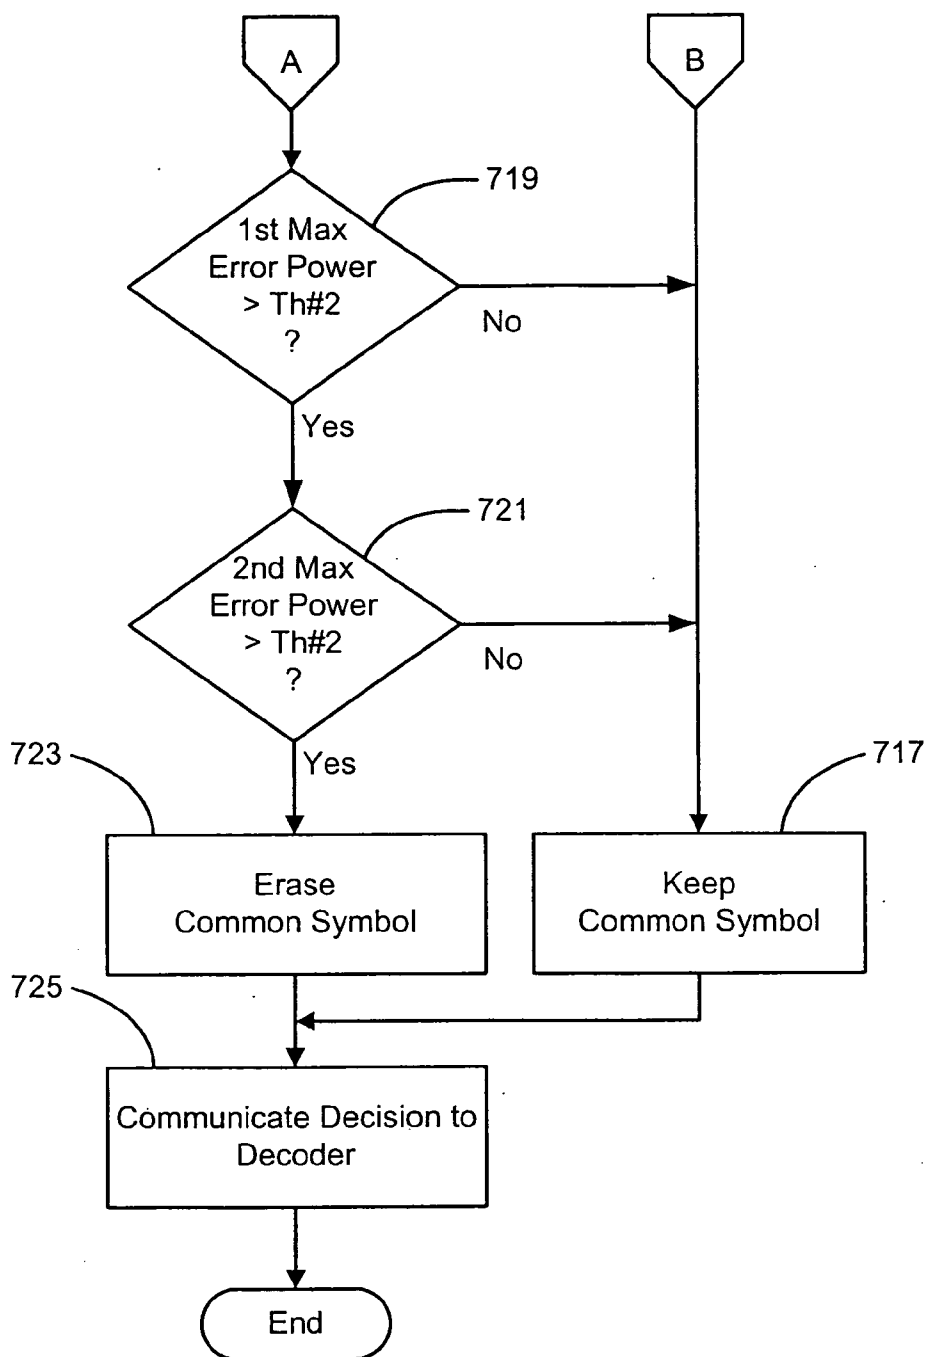 A
B
719
1st Max
Error Power
> Th#2
?
No
Yes
721
2nd Max
Error Power
> Th#2
?
No
Yes
723
717
Erase
Common Symbol
Keep
Common Symbol
725
Communicate Decision to
Decoder
End